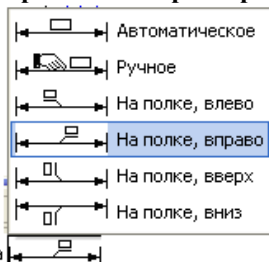 Автоматическое
Ручное
На полке, влево
На полке, вправо
На полке, вверх
На полке, вниз